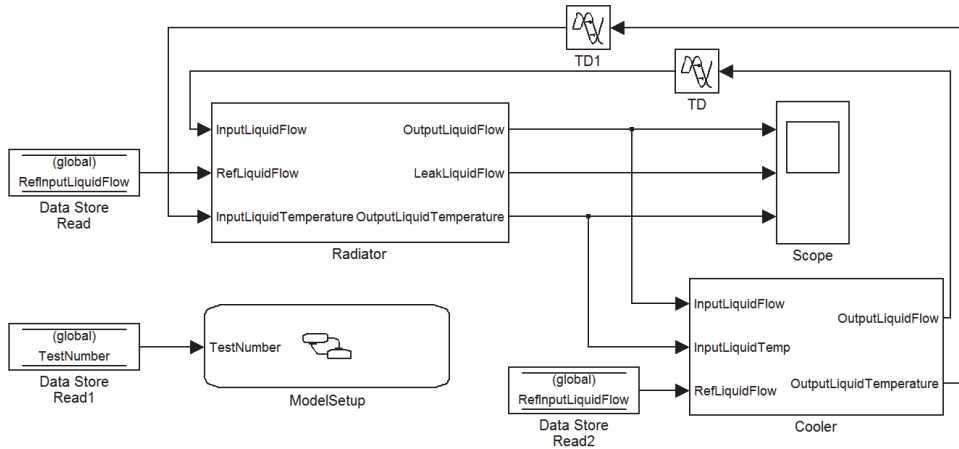 TD1
TD
InputLiquidFlow
OutputLiquidFlow
(global)
RefInputLiquidFlow
RefLiquidFlow
LeakLiquidFlow
Data Store
Read
InputLiquidTemperature
OutputLiquidTemperature
Radiator
Scope
InputLiquidFlow
OutputLiquidFlow
(global)
TestNumber
TestNumber
InputLiquidTemp
Data Store
Read1
ModelSetup
(global)
RefInputLiquidFlow
RefLiquidFlow
OutputLiquidTemperature
Data Store
Read2
Cooler